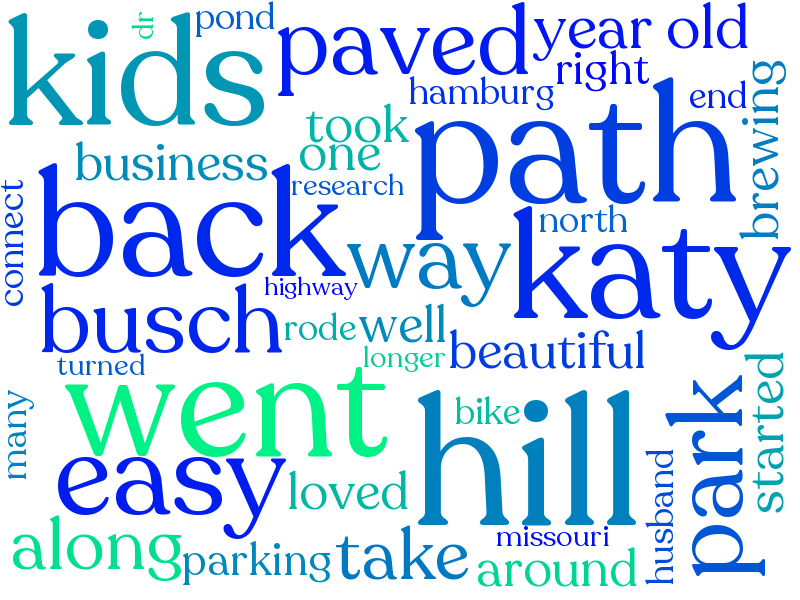 kids
dr
pond
paved
year old
right
hamburg
end
brewing
took
one
business
path
research
back
connect
north
way
katy
highway
busch
rode
well
beautiful
turned
longer
went
many
hill
bike
park
started
easy
loved
husband
along
parking
take
missouri
around